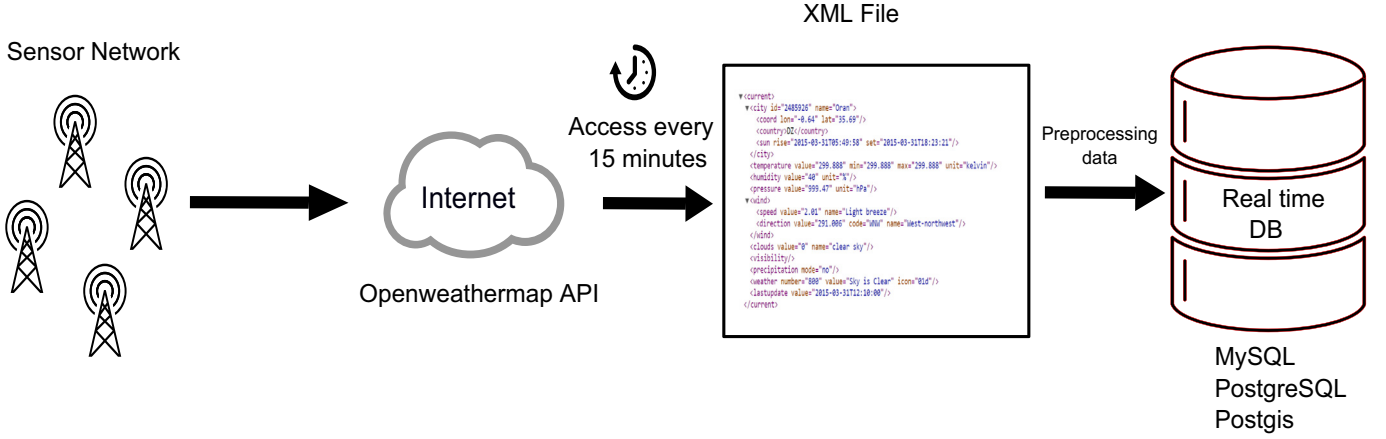 Sensor Network
Internet
Openweathermap API
Access every
15 minutes
XML File
▼<current>
▼<city id="2485926" name="Oran">
<coord lon="-0.64" lat="35.69"/>
<country>DZ</country>
<sun rise="2015-03-31T05:49:58" set="2015-03-31T18:23:21"/>
</city>
<temperature value="299.888" min="299.888" max="299.888" unit="kelvin"/>
<humidity value="40" unit="%"/>
<pressure value="999.47" unit="hPa"/>
▼<wind>
<speed value="2.01" name="Light breeze"/>
<direction value="291.006" code="WNW" name="West-northwest"/>
</wind>
<clouds value="0" name="clear sky"/>
<visibility/>
<precipitation mode="no"/>
<weather number="800" value="Sky is Clear" icon="01d"/>
<lastupdate value="2015-03-31T12:10:00"/>
</current>
Preprocessing
data
Real time
DB
MySQL
PostgreSQL
Postgis